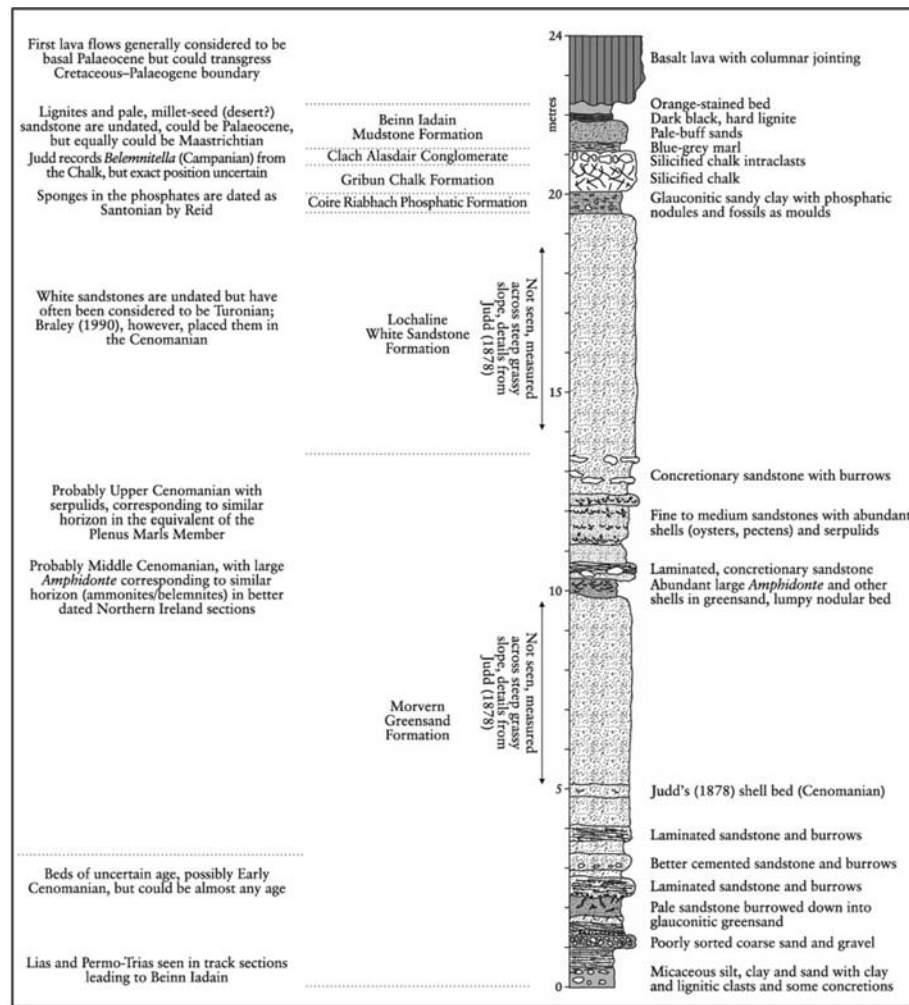 First lava flows generally considered to be
basal Palaeocene but could transgress
Cretaceous–Palaeogene boundary
Lignites and pale, millet-seed (desert?)
sandstone are undated, could be Palaeocene,
but equally could be Maastrichtian
Judd records Belemnitella (Campanian) from
the Chalk, but exact position uncertain
Sponges in the phosphates are dated as
Santonian by Reid
White sandstones are undated but have
often been considered to be Turonian;
Braley (1990), however, placed them in
the Cenomanian
Probably Upper Cenomanian with
serpulids, corresponding to similar
horizon in the equivalent of the
Plenus Marls Member
Probably Middle Cenomanian, with large
Amphidonte corresponding to similar
horizon (ammonites/belemnites) in better
dated Northern Ireland sections
Beds of uncertain age, possibly Early
Cenomanian, but could be almost any age
Lias and Permo-Trias seen in track sections
leading to Beinn Iadain
Beinn Iadain
Mudstone Formation
Clach Alasdair Conglomerate
Gribun Chalk Formation
Coire Riabhach Phosphatic Formation
Lochaline
White Sandstone
Formation
Morvern
Greensand
Formation
Not seen, measured
across steep grassy
slope, details from
Judd (1878)
Not seen, measured
across steep grassy
slope, details from
Judd (1878)
24
metres
20
15
10
5
0
Basalt lava with columnar jointing
Orange-stained bed
Dark black, hard lignite
Pale-buff sands
Blue-grey marl
Silicified chalk intraclasts
Silicified chalk
Glauconitic sandy clay with phosphatic
nodules and fossils as moulds
Concretionary sandstone with burrows
Fine to medium sandstones with abundant
shells (oysters, pectens) and serpulids
Laminated, concretionary sandstone
Abundant large Amphidonte and other
shells in greensand, lumpy nodular bed
Judd's (1878) shell bed (Cenomanian)
Laminated sandstone and burrows
Better cemented sandstone and burrows
Laminated sandstone and burrows
Pale sandstone burrowed down into
glauconitic greensand
Poorly sorted coarse sand and gravel
Micaceous silt, clay and sand with clay
and lignitic clasts and some concretions